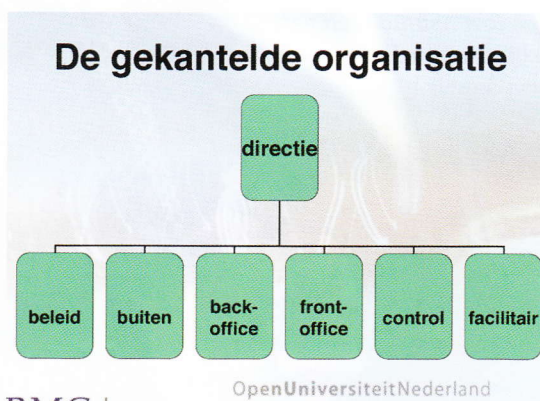 De gekantelde organisatie
directie
beleid
buiten
back-
office
front-
office
control
facilitair
OpenUniversiteitNederland